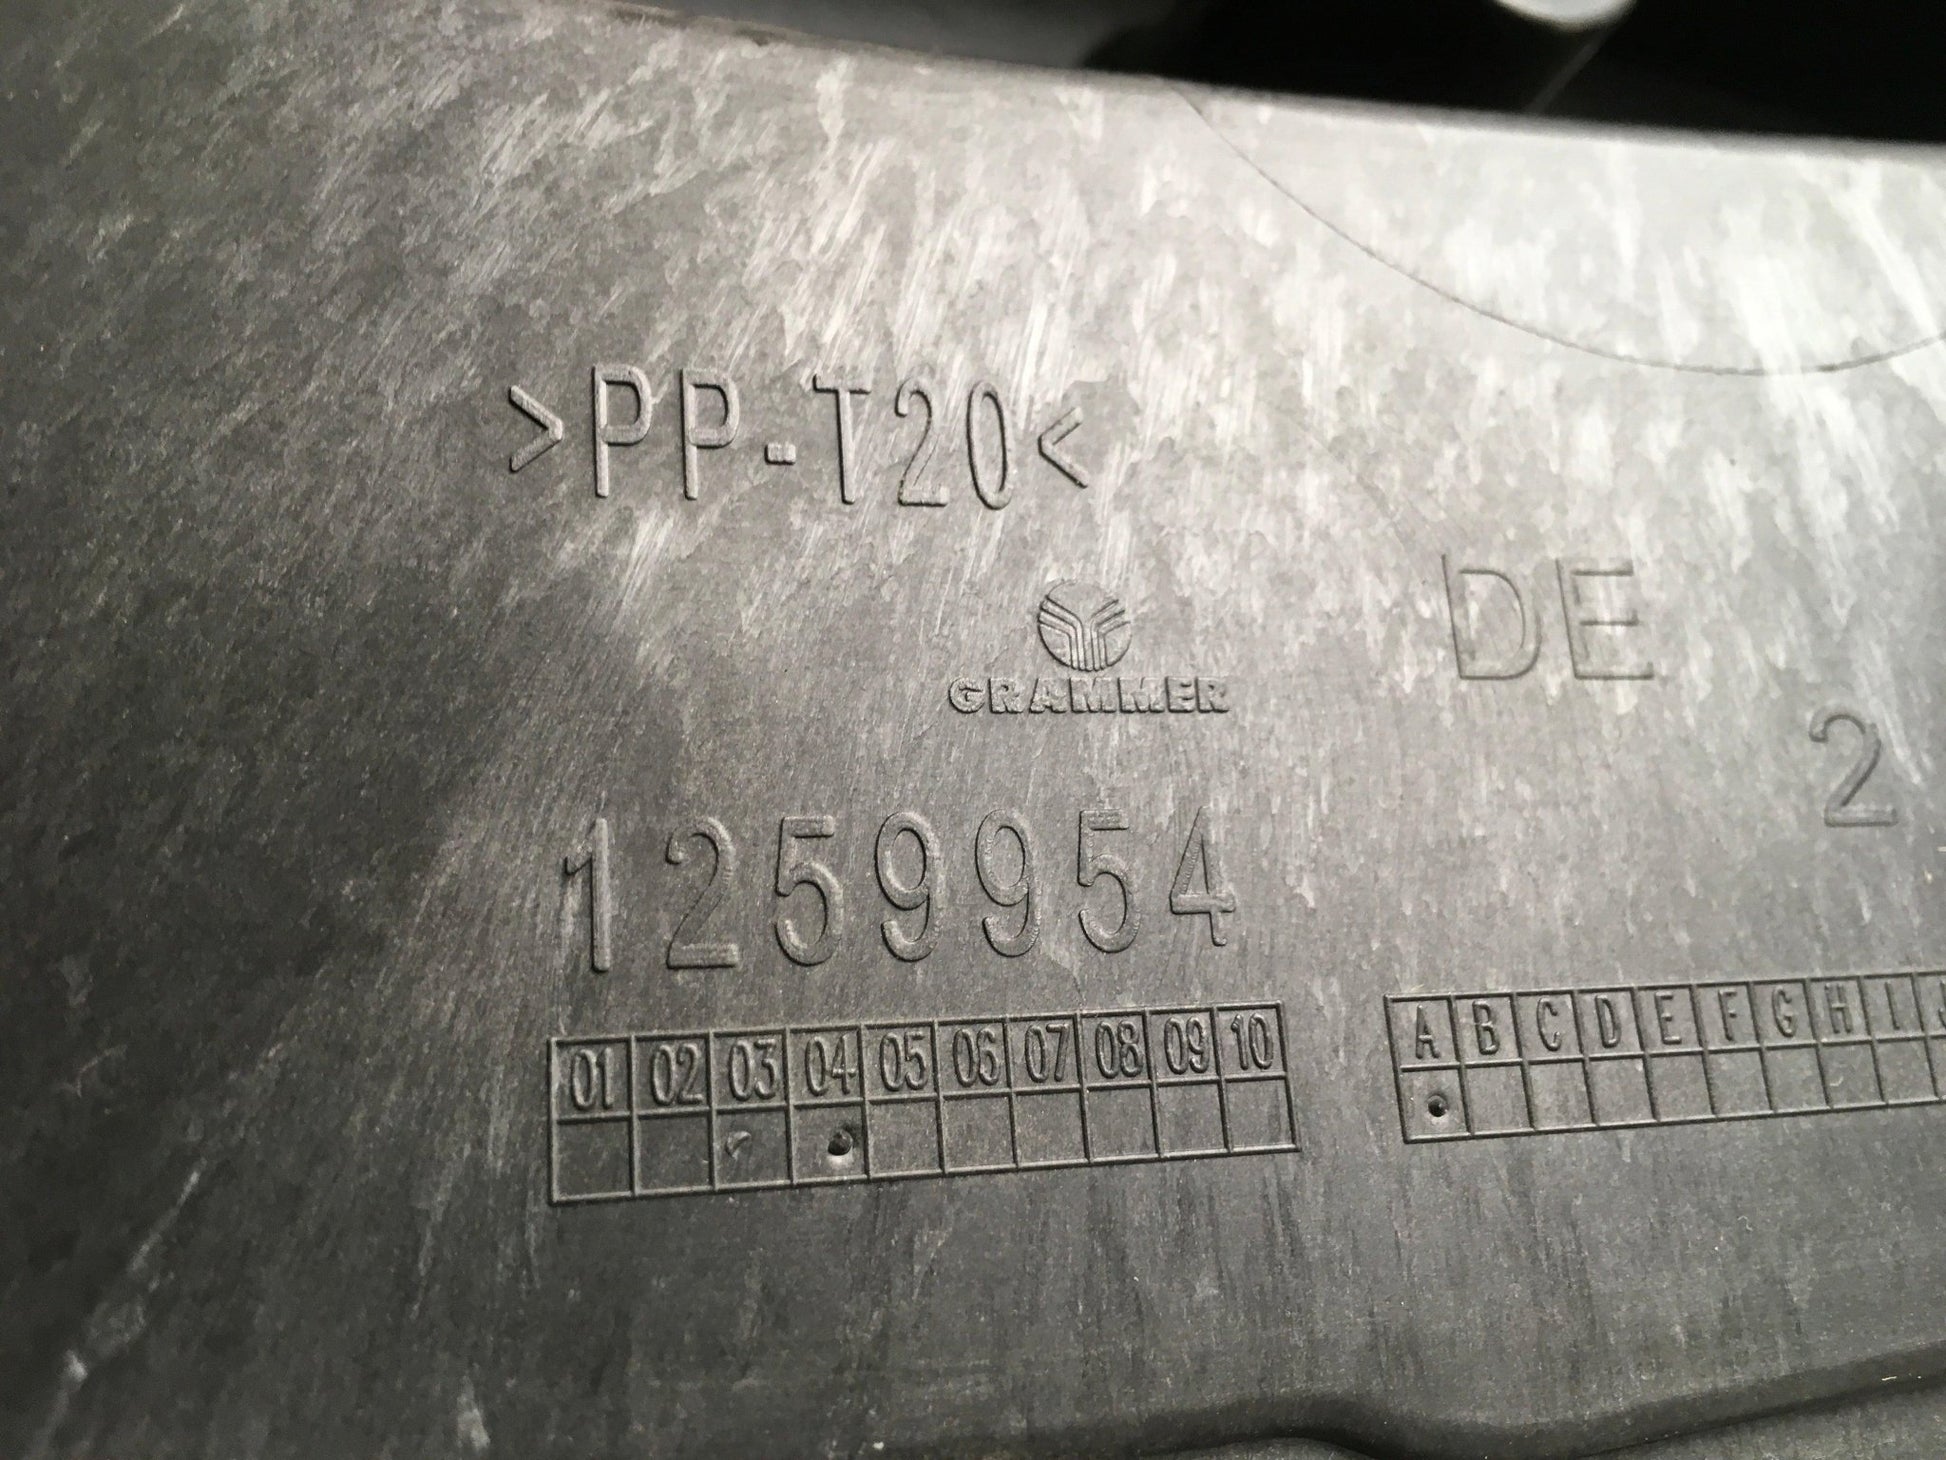 >PP-T20<
DE
GRAMMER
2
1259954
01 02 03 04 05 06 07 08 09 10
A B C D E F G H I J